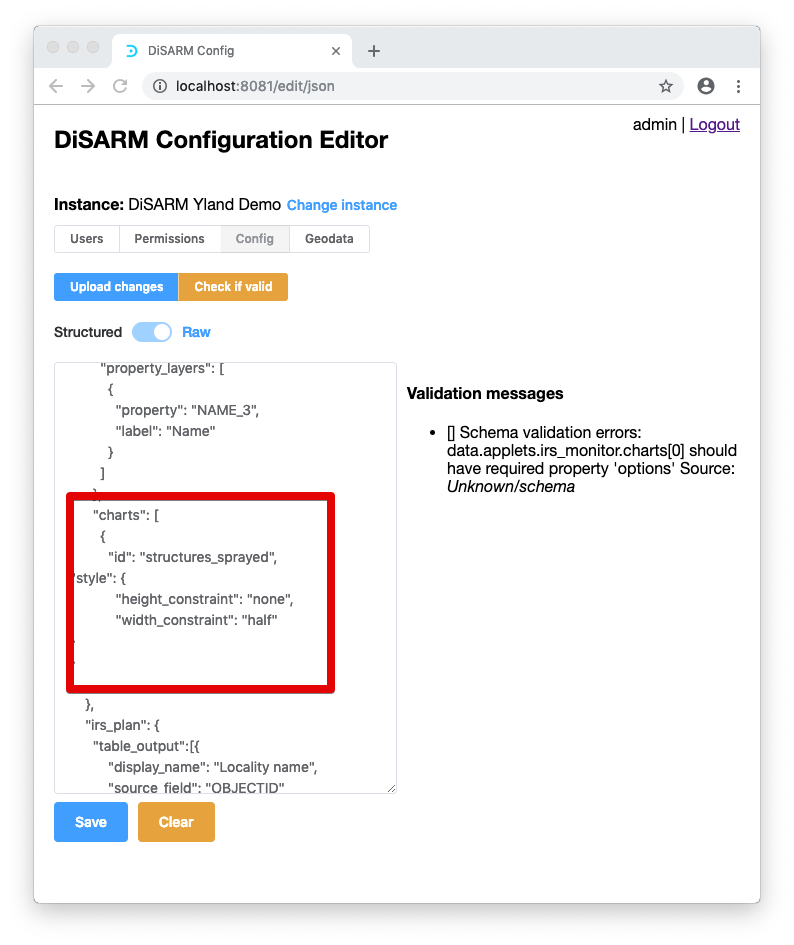 DiSARM Config
localhost:8081/edit/json
admin | Logout
DiSARM Configuration Editor
Instance: DiSARM Yland Demo Change instance
Users Permissions Config Geodata
Upload changes Check if valid
Structured Raw
"property_layers": [
{
"property": "NAME_3",
"label": "Name"
}
]
"charts": [
{
"id": "structures_sprayed",
"style": {
"height_constraint": "none",
"width_constraint": "half"
},
"irs_plan": {
"table_output":[{
"display_name": "Locality name",
"source_field": "OBJECTID"
Save Clear
Validation messages
• [] Schema validation errors:
data.applets.irs_monitor.charts[0] should
have required property 'options' Source:
Unknown/schema